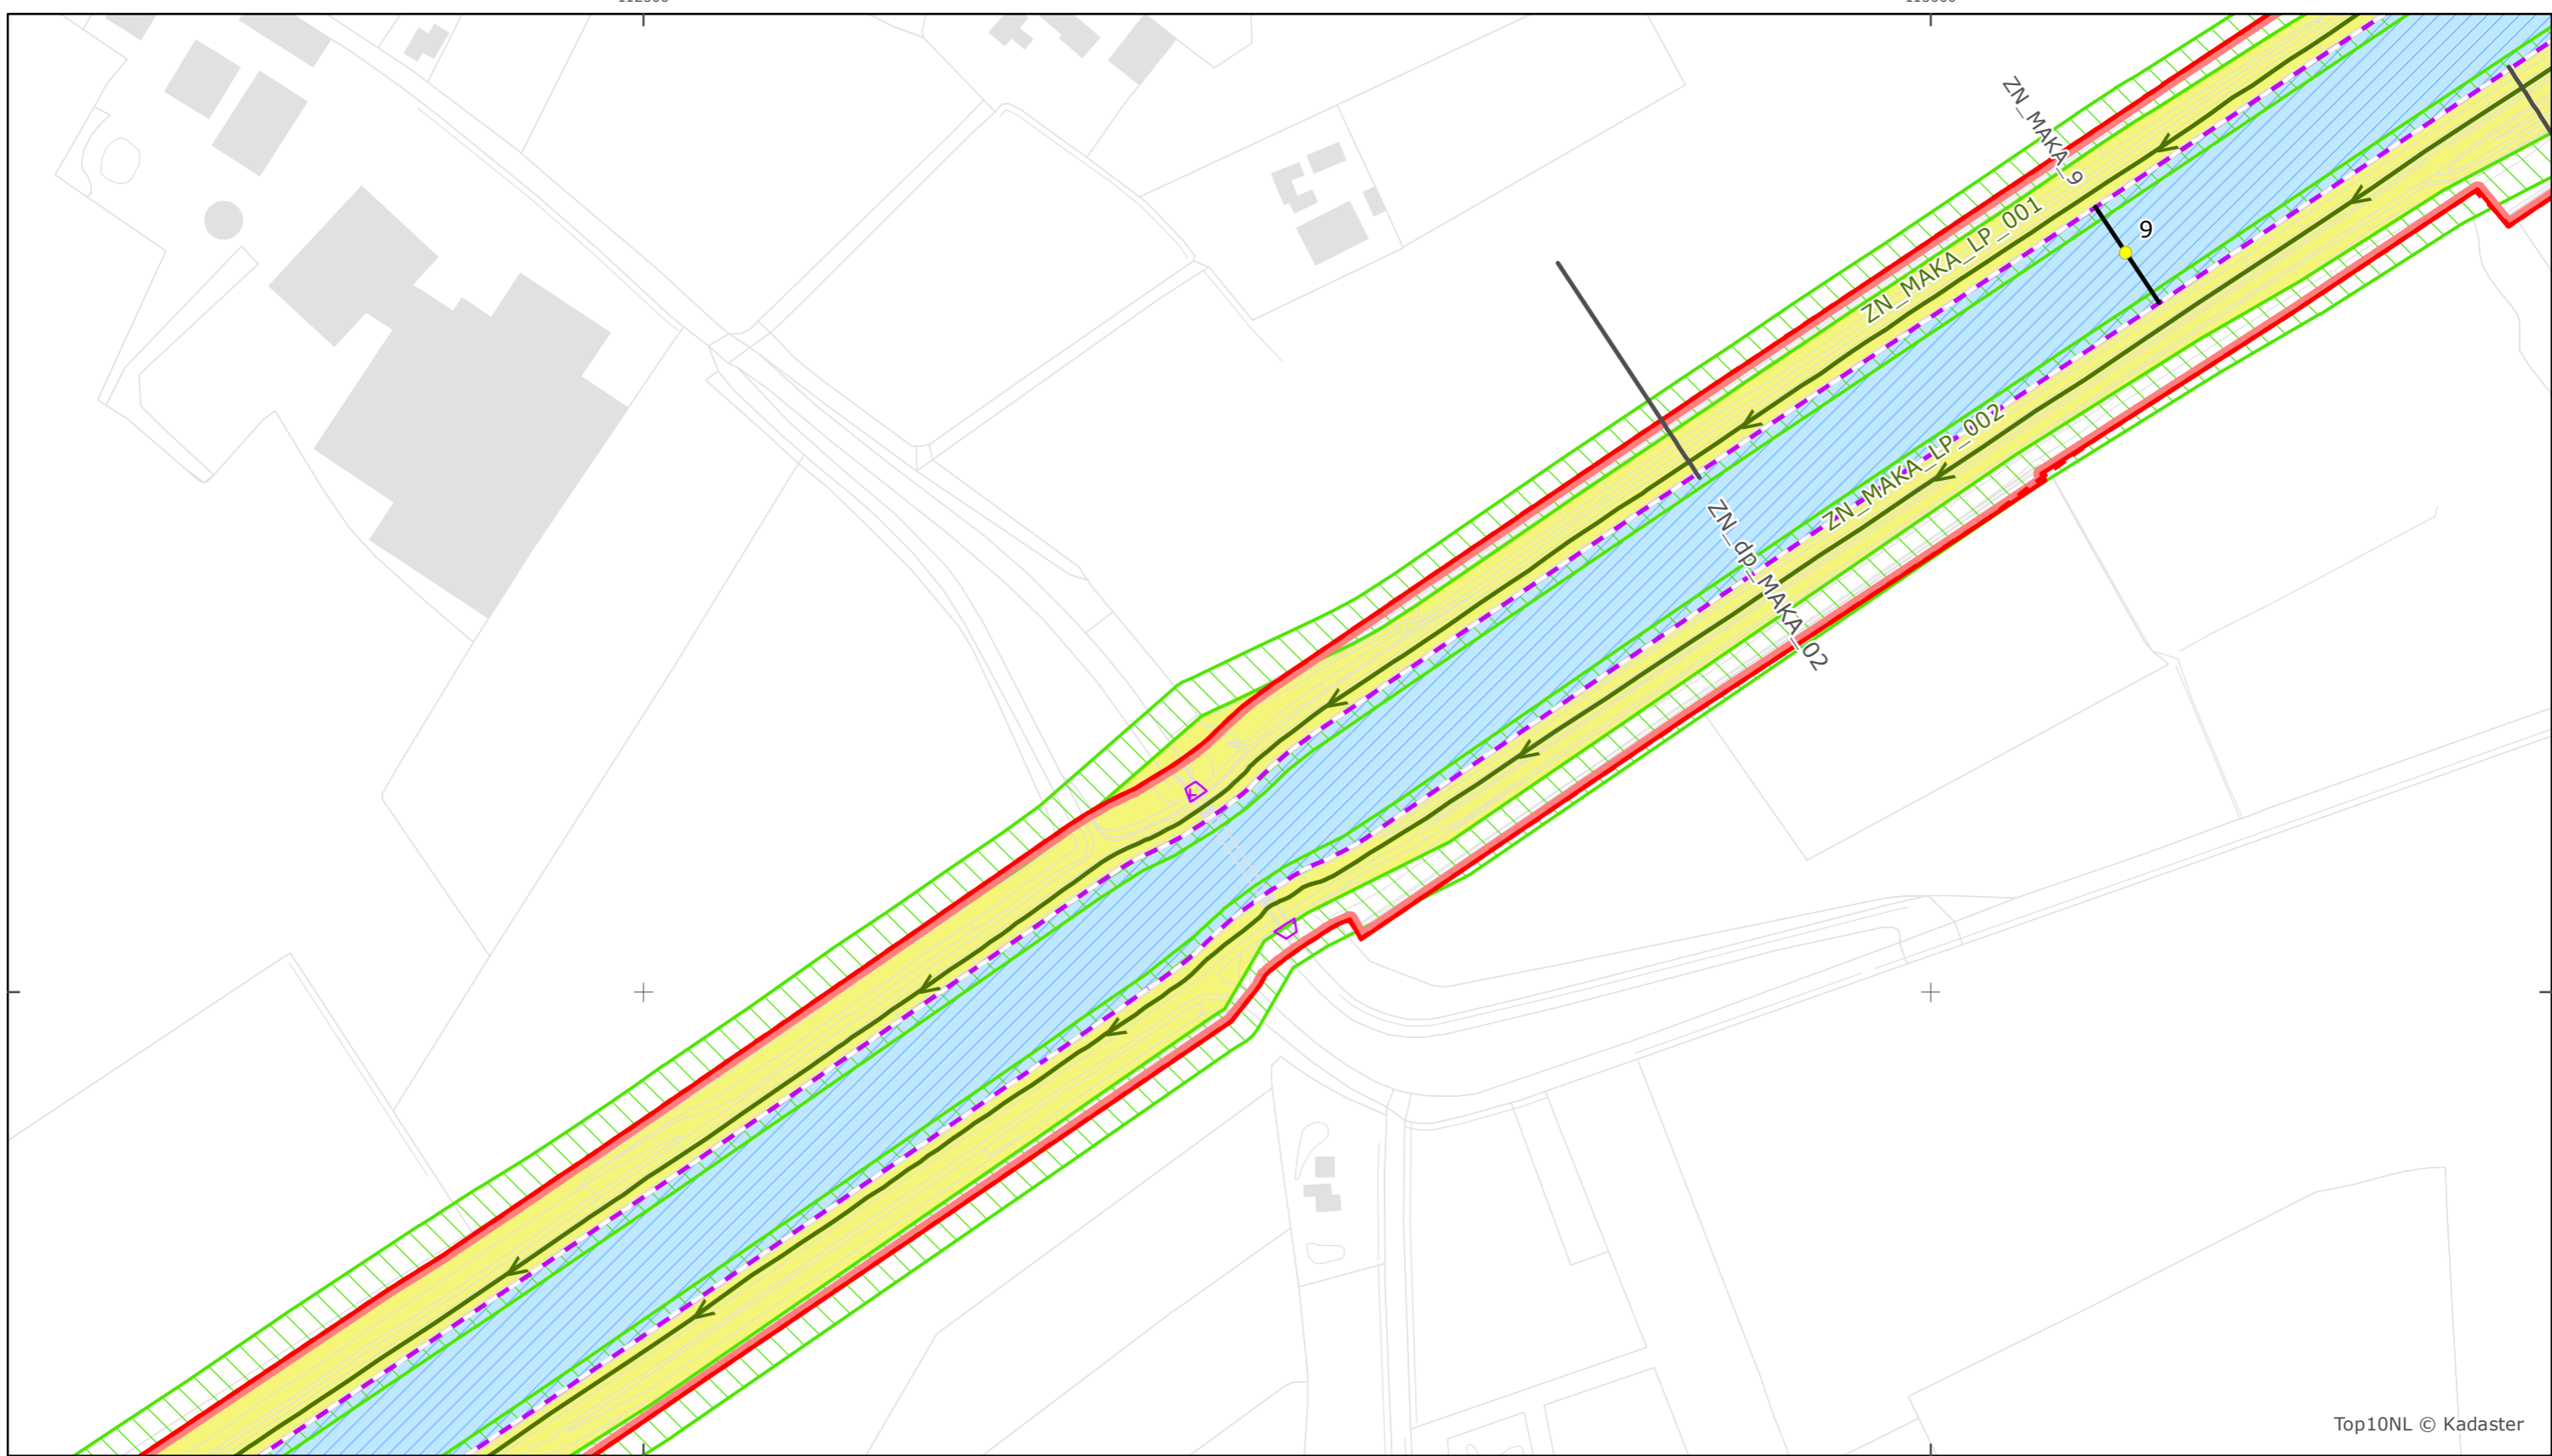 ZN_MAKA_9
9
ZN_MAKA_LP_001
ZN_MAKA_LP_002
ZN_dp_MAKA_02
Top10NL © Kadaster